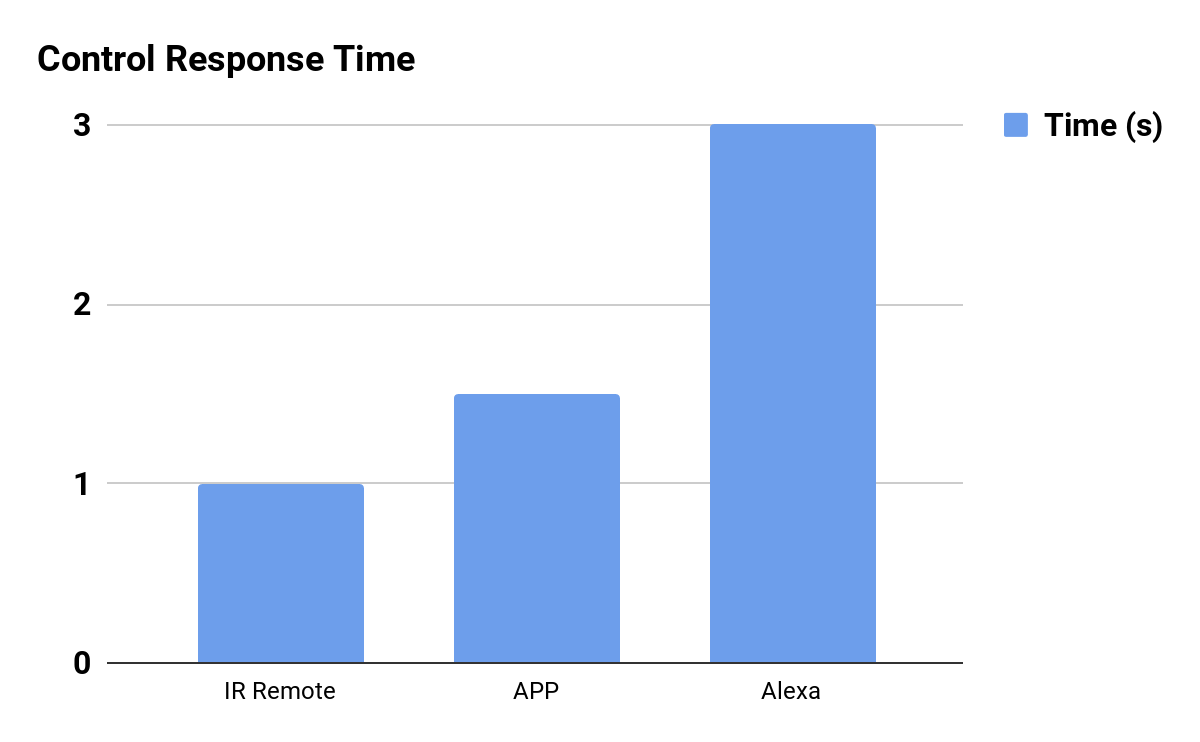 Control Response Time
3
Time (s)
2
1
0
IR Remote
APP
Alexa